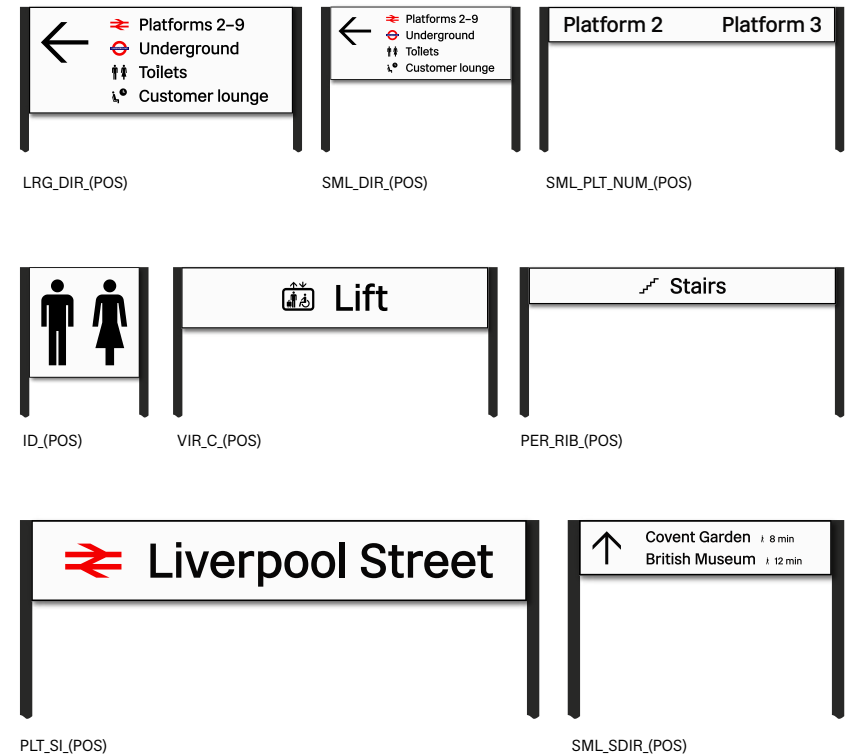 Platforms 2–9
Underground
Toilets
Customer lounge
LRG_DIR_(POS)
Platforms 2–9
Underground
Toilets
Customer lounge
SML_DIR_(POS)
Platform 2 Platform 3
SML_PLT_NUM_(POS)
ID_(POS)
Lift
VIR_C_(POS)
Stairs
PER_RIB_(POS)
Liverpool Street
PLT_SI_(POS)
Covent Garden 8 min
British Museum 12 min
SML_SDIR_(POS)